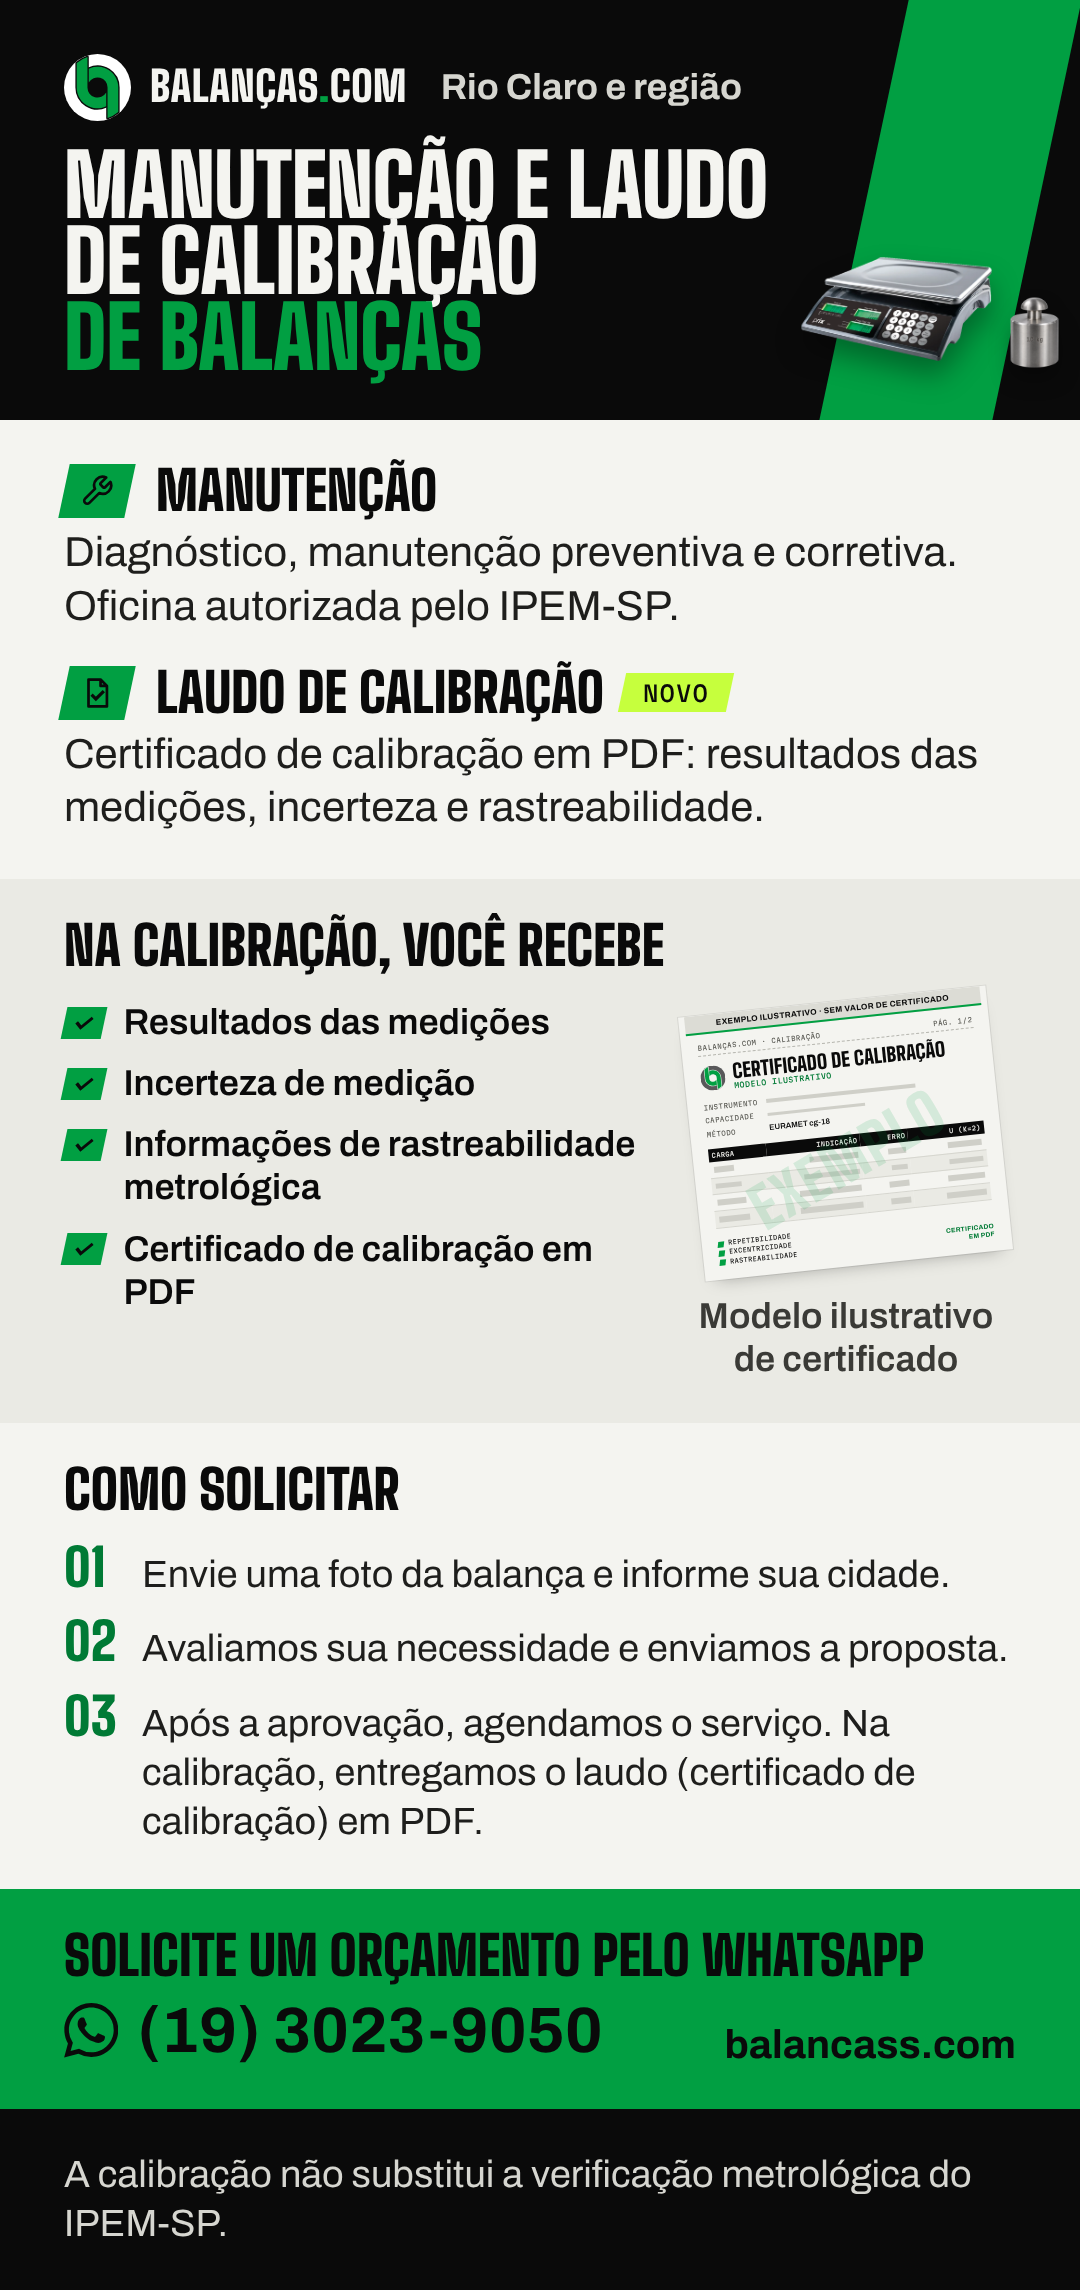 BALANÇAS.COM Rio Claro e região
MANUTENÇÃO E LAUDO
DE CALIBRAÇÃO
DE BALANÇAS
MANUTENÇÃO
Diagnóstico, manutenção preventiva e corretiva.
Oficina autorizada pelo IPEM-SP.
LAUDO DE CALIBRAÇÃO NOVO
Certificado de calibração em PDF: resultados das
medições, incerteza e rastreabilidade.
NA CALIBRAÇÃO, VOCÊ RECEBE
Resultados das medições
Incerteza de medição
Informações de rastreabilidade
metrológica
Certificado de calibração em
PDF
EXEMPLO ILUSTRATIVO · SEM VALOR DE CERTIFICADO
BALANÇAS.COM · CALIBRAÇÃO PÁG. 1/2
CERTIFICADO DE CALIBRAÇÃO
MODELO ILUSTRATIVO
INSTRUMENTO
CAPACIDADE
MÉTODO EURAMET cg-18
CARGA INDICAÇÃO ERRO U (k=2)
EXEMPLO
REPETIBILIDADE
EXCENTRICIDADE
RASTREABILIDADE
CERTIFICADO
EM PDF
Modelo ilustrativo
de certificado
COMO SOLICITAR
01 Envie uma foto da balança e informe sua cidade.
02 Avaliamos sua necessidade e enviamos a proposta.
03 Após a aprovação, agendamos o serviço. Na
calibração, entregamos o laudo (certificado de
calibração) em PDF.
SOLICITE UM ORÇAMENTO PELO WHATSAPP
(19) 3023-9050 balancass.com
A calibração não substitui a verificação metrológica do
IPEM-SP.